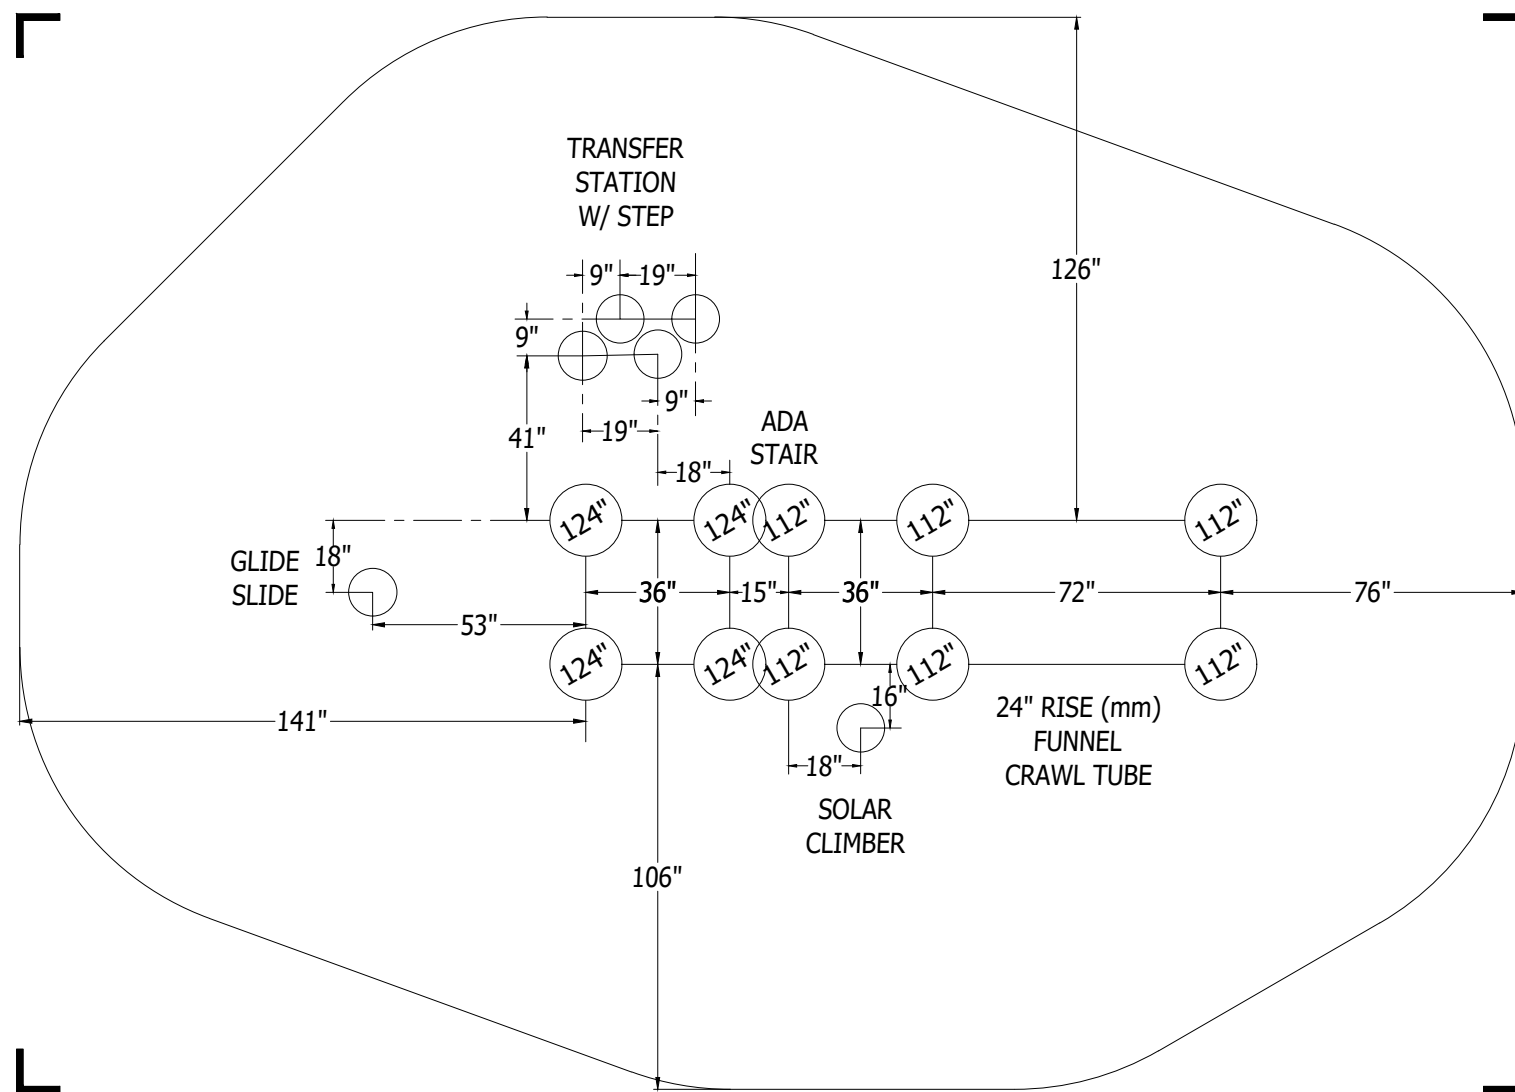 TRANSFER
STATION
W/ STEP
126"
9" 19"
9"
9"
41" 19"
ADA
STAIR
18"
124" 124" 112" 112" 112"
GLIDE
SLIDE
18"
36" 15" 36" 72" 76"
53"
124" 124" 112" 112" 112"
141"
16"
18"
24" RISE (mm)
FUNNEL
CRAWL TUBE
SOLAR
CLIMBER
106"